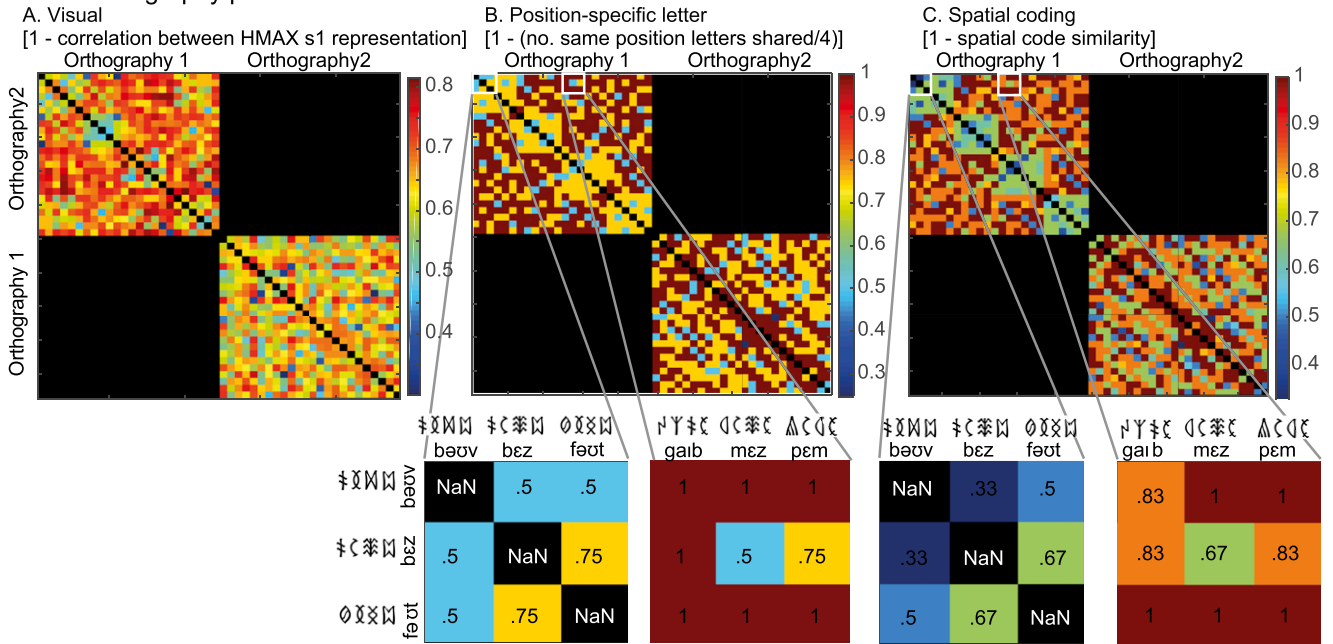 A. Visual
[1 - correlation between HMAX s1 representation]
Orthography 1 Orthography2
Orthography2
Orthography 1
0.8
0.7
0.6
0.5
0.4
B. Position-specific letter
[1 - (no. same position letters shared/4)]
Orthography 1 Orthography2
1
0.9
0.8
0.7
0.6
0.5
0.4
0.3
C. Spatial coding
[1 - spatial code similarity]
Orthography 1 Orthography2
1
0.9
0.8
0.7
0.6
0.5
0.4
bəʊv bɛz fəʊt
bəʊv NaN .5 .5
bɛz .5 NaN .75
fəʊt .5 .75 NaN
gaıb mɛz pɛm
1 1 1
1 .5 .75
1 1 1
bəʊv bɛz fəʊt
NaN .33 .5
.33 NaN .67
.5 .67 NaN
gaıb mɛz pɛm
.83 1 1
.83 .67 .83
1 1 1